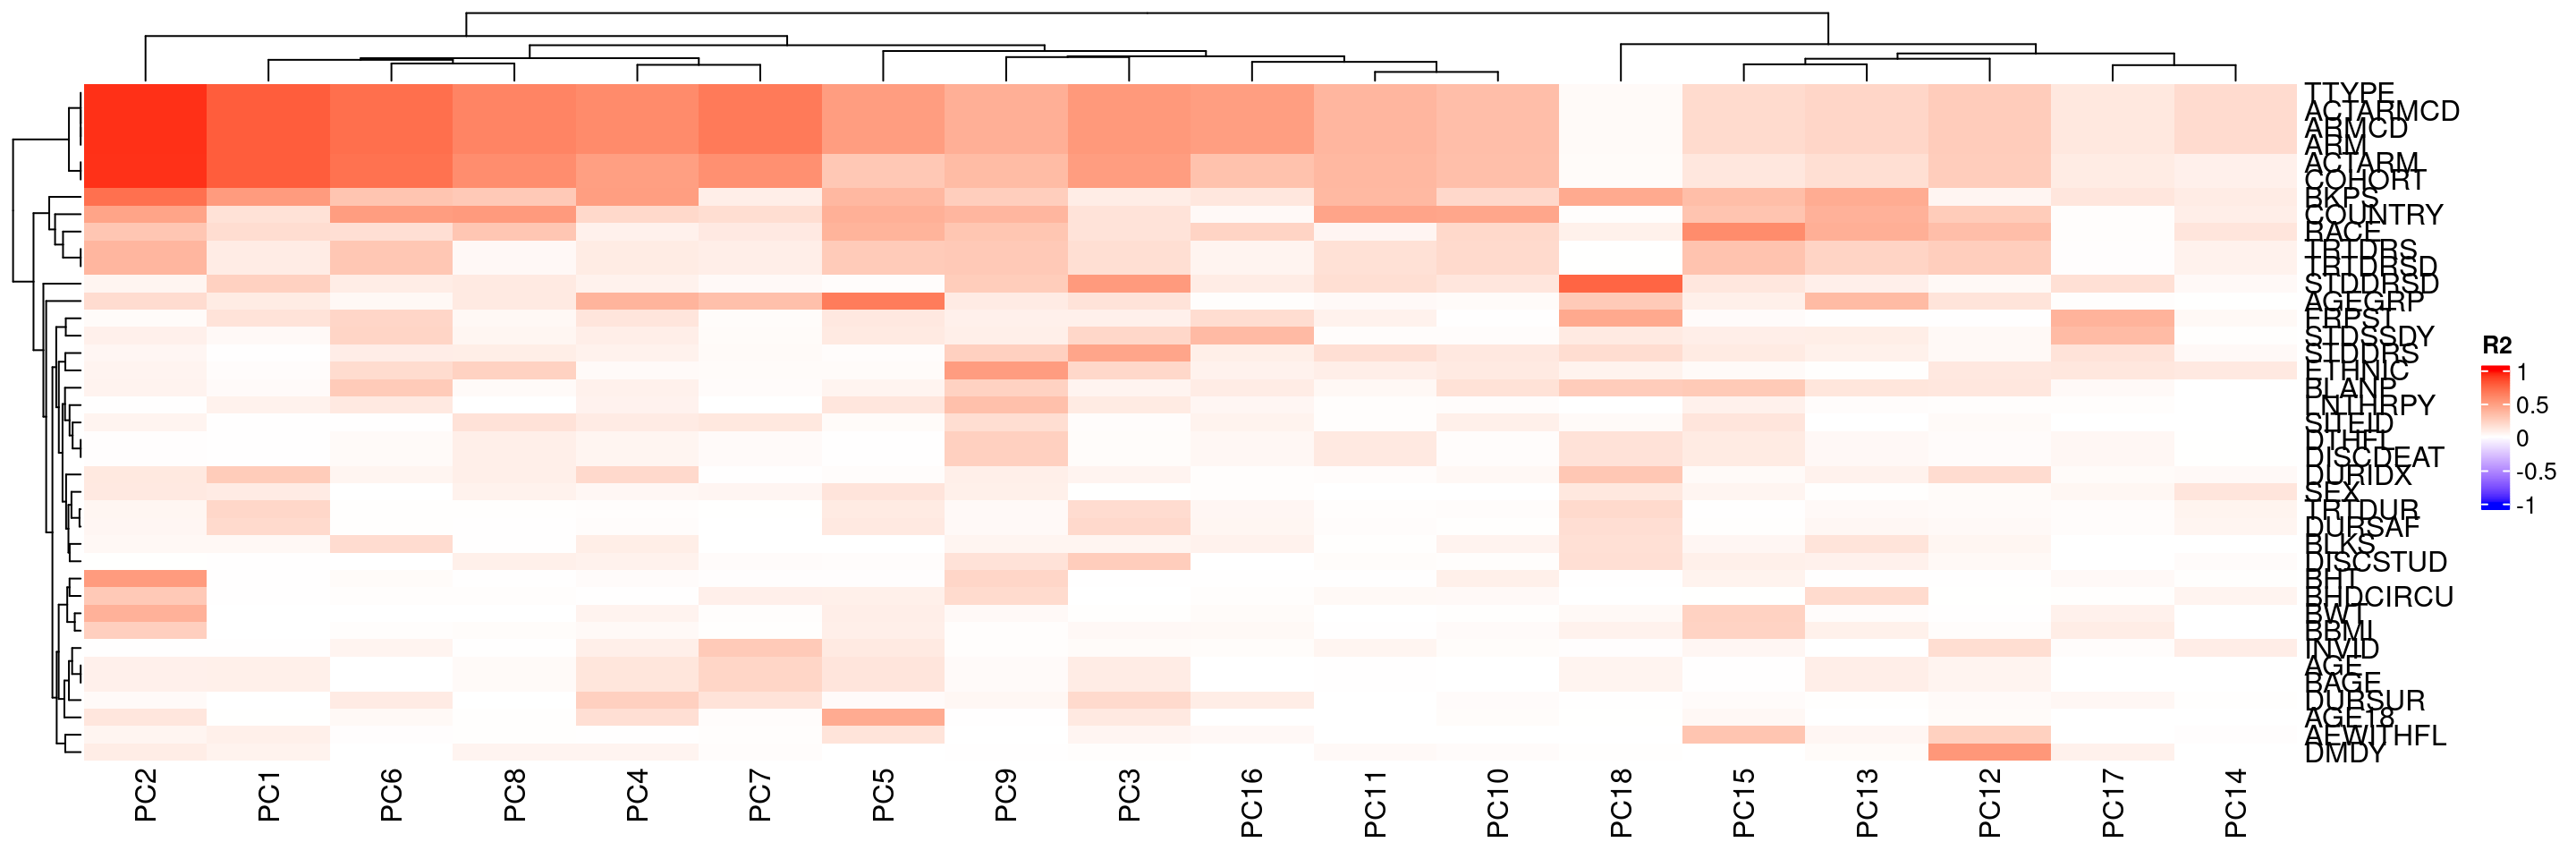 TTYPE
ACTARMCD
ARMCD
ARM
ACTARM
COHORT
BKPS
COUNTRY
RACE
TRTDRS
TRTDRSD
STDDRSD
AGEGRP
FRPST
STDSSDY
STDDRS
ETHNIC
BLANP
LNTHRPY
SITEID
DTHFL
DISCDEAT
DURIDX
SEX
TRTDUR
DURSAF
BLKS
DISCSTUD
BHT
BHDCIRCU
BWT
BBMI
INVID
AGE
BAGE
DURSUR
AGE18
AEWITHFL
DMDY
R2
1
0.5
0
-0.5
-1
PC2 PC1 PC6 PC8 PC4 PC7 PC5 PC9 PC3 PC16 PC11 PC10 PC18 PC15 PC13 PC12 PC17 PC14